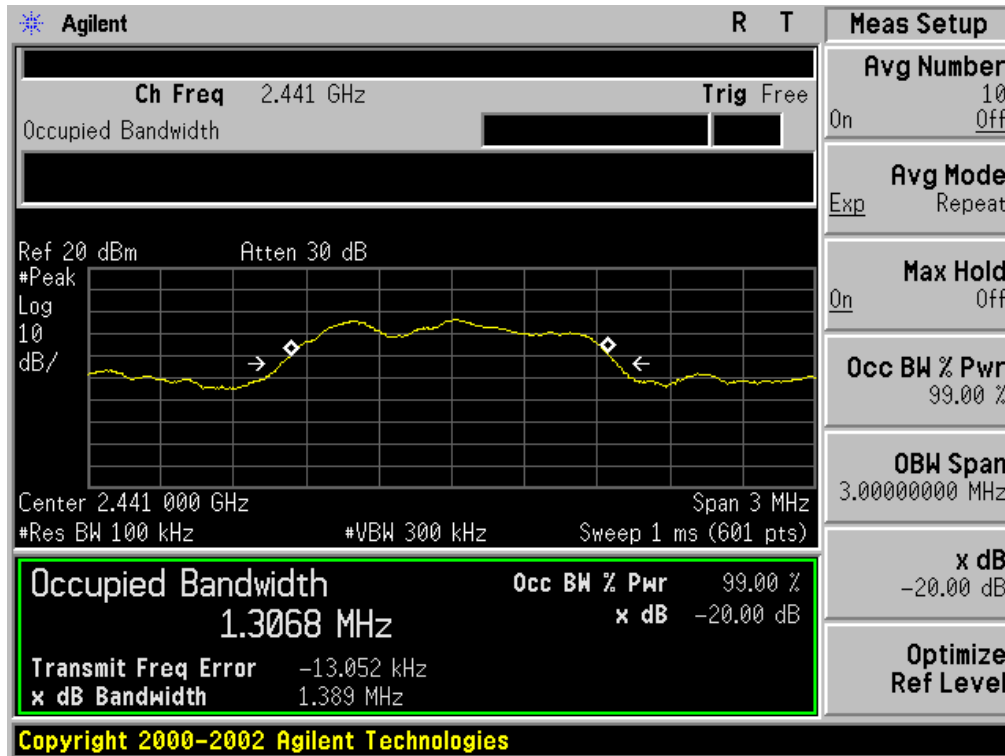 Agilent R T
Ch Freq 2.441 GHz Trig Free
Occupied Bandwidth
Ref 20 dBm Atten 30 dB
#Peak
Log
10
dB/
Center 2.441 000 GHz Span 3 MHz
#Res BW 100 kHz #VBW 300 kHz Sweep 1 ms (601 pts)
Occupied Bandwidth
1.3068 MHz
Occ BW % Pwr 99.00 %
x dB -20.00 dB
Transmit Freq Error -13.052 kHz
x dB Bandwidth 1.389 MHz
Meas Setup
Avg Number
10
On Off
Avg Mode
Exp Repeat
Max Hold
On Off
Occ BW % Pwr
99.00 %
OBW Span
3.00000000 MHz
x dB
-20.00 dB
Optimize
Ref Level
Copyright 2000-2002 Agilent Technologies